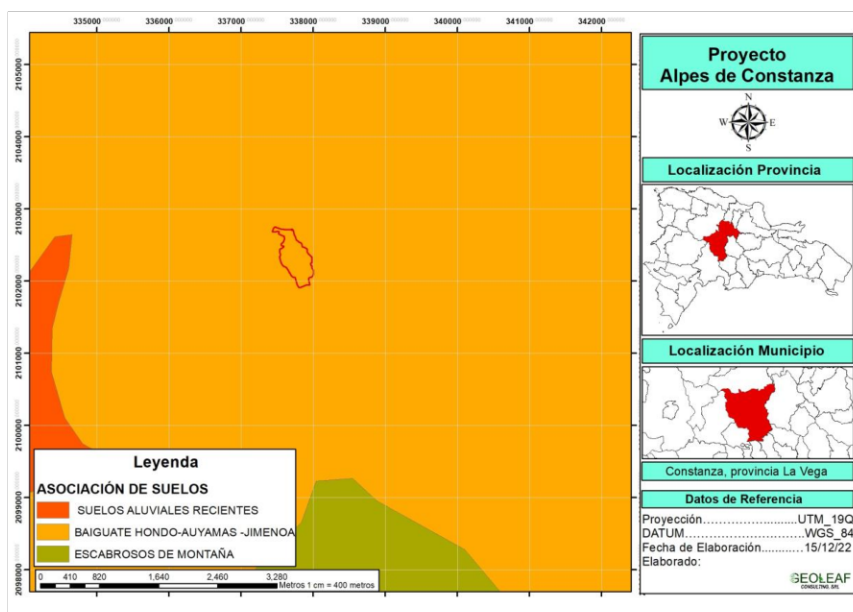 335000 336000 337000 338000 339000 340000 341000 342000
2105000
2104000
2103000
2102000
2101000
2100000
2099000
2098000
Leyenda
ASOCIACIÓN DE SUELOS
SUELOS ALUVIALES RECIENTES
BAIGUATE HONDO-AUYAMAS -JIMENOA
ESCABROSOS DE MONTAÑA
0 410 820 1,640 2,460 3,280
Metros 1 cm = 400 metros
Proyecto
Alpes de Constanza
N
W E
S
Localización Provincia
Localización Municipio
Constanza, provincia La Vega
Datos de Referencia
Proyección……………..........UTM_19Q
DATUM..............................WGS_84
Fecha de Elaboración............15/12/22
Elaborado:
GEOLEAF
CONSULTING, SRL